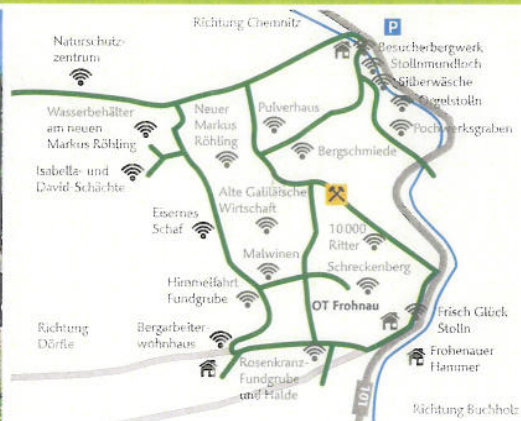 Richtung Chemnitz
P
Naturschutz-
zentrum
Besucherbergwerk
Stollnmundloch
Silberwäsche
Orgelstolln
Pochwerksgraben
Wasserbehälter
am neuen
Markus Röhling
Neuer
Markus
Röhling
Pulverhaus
Bergschmiede
Isabella- und
David-Schächte
Alte Galiläische
Wirtschaft
Eisernes
Schaf
10 000
Ritter
Malwinen
Schreckenberg
Himmelfahrt
Fundgrube
OT Frohnau
Frisch Glück
Stolln
Richtung
Dörfle
Bergarbeiter-
wohnhaus
Rosenkranz-
Fundgrube
und Halde
Frohenauer
Hammer
101
Richtung Buchholz